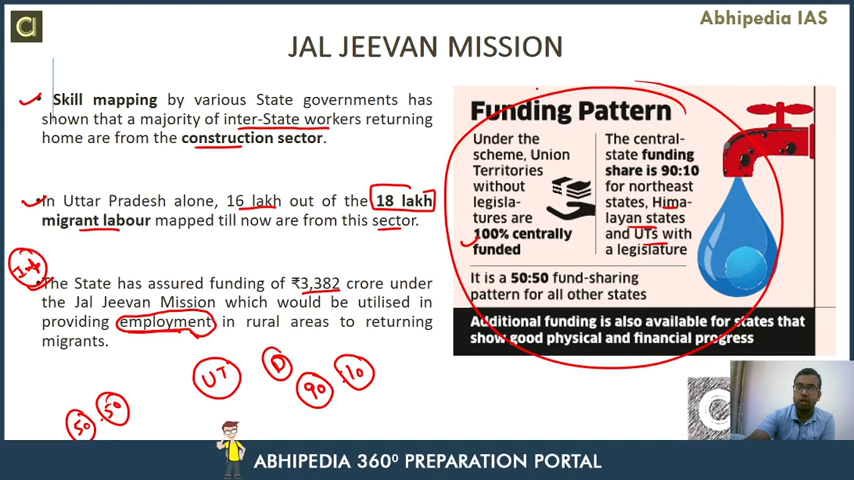 Abhipedia IAS
JAL JEEVAN MISSION
• Skill mapping by various State governments has
shown that a majority of inter-State workers returning
home are from the construction sector.
• In Uttar Pradesh alone, 16 lakh out of the 18 lakh
migrant labour mapped till now are from this sector.
Inf
• The State has assured funding of ₹3,382 crore under
the Jal Jeevan Mission which would be utilised in
providing employment in rural areas to returning
migrants.
Funding Pattern
Under the
scheme, Union
Territories
without
legisla-
tures are
100% centrally
funded
The central-
state funding
share is 90:10
for northeast
states, Hima-
layan states
and UTs with
a legislature
It is a 50:50 fund-sharing
pattern for all other states
Additional funding is also available for states that
show good physical and financial progress
UT
D
90 : 10
50 : 50
ABHIPEDIA 360⁰ PREPARATION PORTAL